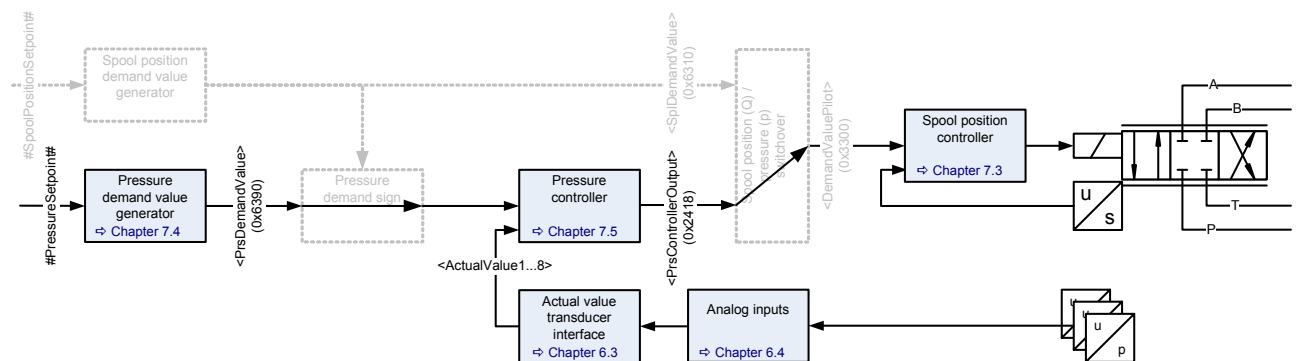 #SpoolPositionSetpoint#
Spool position
demand value
generator
<SplDemandValue>
(0x6310)
Spool position (Q) /
pressure (p)
switchover
<DemandValuePilot>
(0x3300)
Spool position
controller
⇨ Chapter 7.3
A
B
T
P
u
s
#PressureSetpoint#
Pressure
demand value
generator
⇨ Chapter 7.4
<PrsDemandValue>
(0x6390)
Pressure
demand sign
Pressure
controller
⇨ Chapter 7.5
<PrsControllerOutput>
(0x2418)
<ActualValue1...8>
Actual value
transducer
interface
⇨ Chapter 6.3
Analog inputs
⇨ Chapter 6.4
u
u
u
p